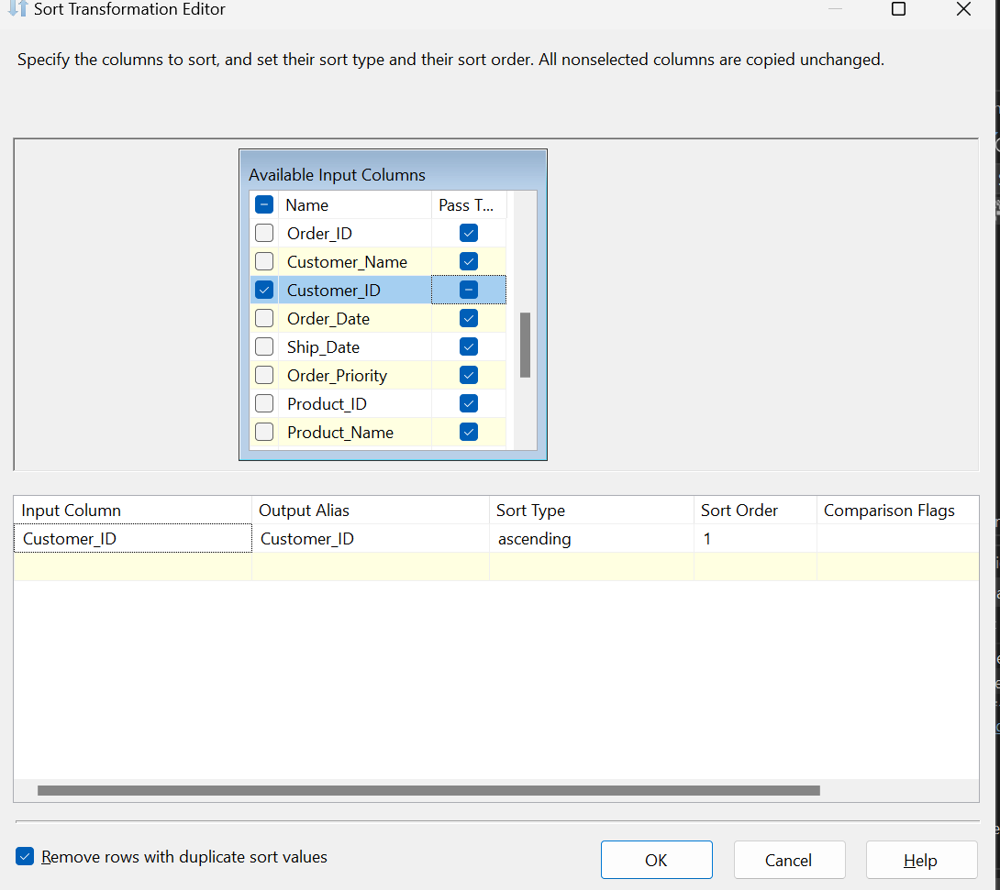 Sort Transformation Editor
Specify the columns to sort, and set their sort type and their sort order. All nonselected columns are copied unchanged.
Available Input Columns
Name Pass T...
Order_ID
Customer_Name
Customer_ID
Order_Date
Ship_Date
Order_Priority
Product_ID
Product_Name
Input Column Output Alias Sort Type Sort Order Comparison Flags
Customer_ID Customer_ID ascending 1
Remove rows with duplicate sort values
OK Cancel Help